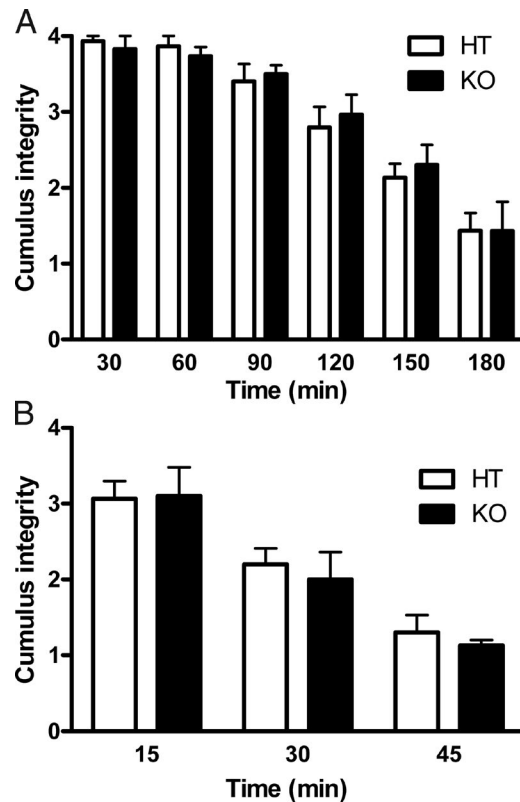 A
4
3
2
1
0
Cumulus integrity
HT
KO
30 60 90 120 150 180
Time (min)
B
4
3
2
1
0
Cumulus integrity
HT
KO
15 30 45
Time (min)